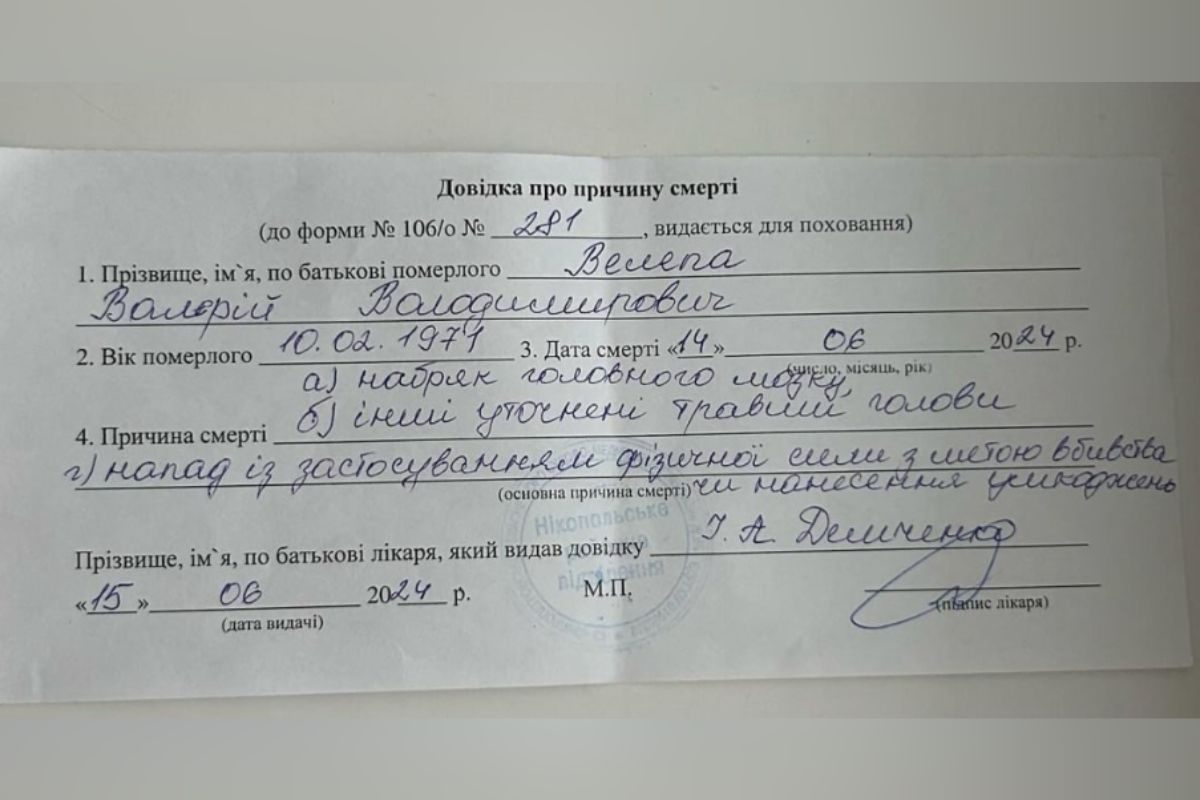 Довідка про причину смерті
(до форми № 106/о № 281, видається для поховання)
1. Прізвище, ім`я, по батькові померлого Велепа
Валерій Володимирович
2. Вік померлого 10.02.1971 3. Дата смерті «14» 06 2024 р.
(число, місяць, рік)
а) набряк головного мозку,
б) інші уточнені травми голови
4. Причина смерті
г) напад із застосуванням фізичної сили з метою вбивства
(основна причина смерті) чи нанесення ушкоджень
Нікопольське
відділення
Прізвище, ім`я, по батькові лікаря, який видав довідку І. А. Демченко
«15» 06 2024 р. М.П.
(дата видачі) (підпис лікаря)